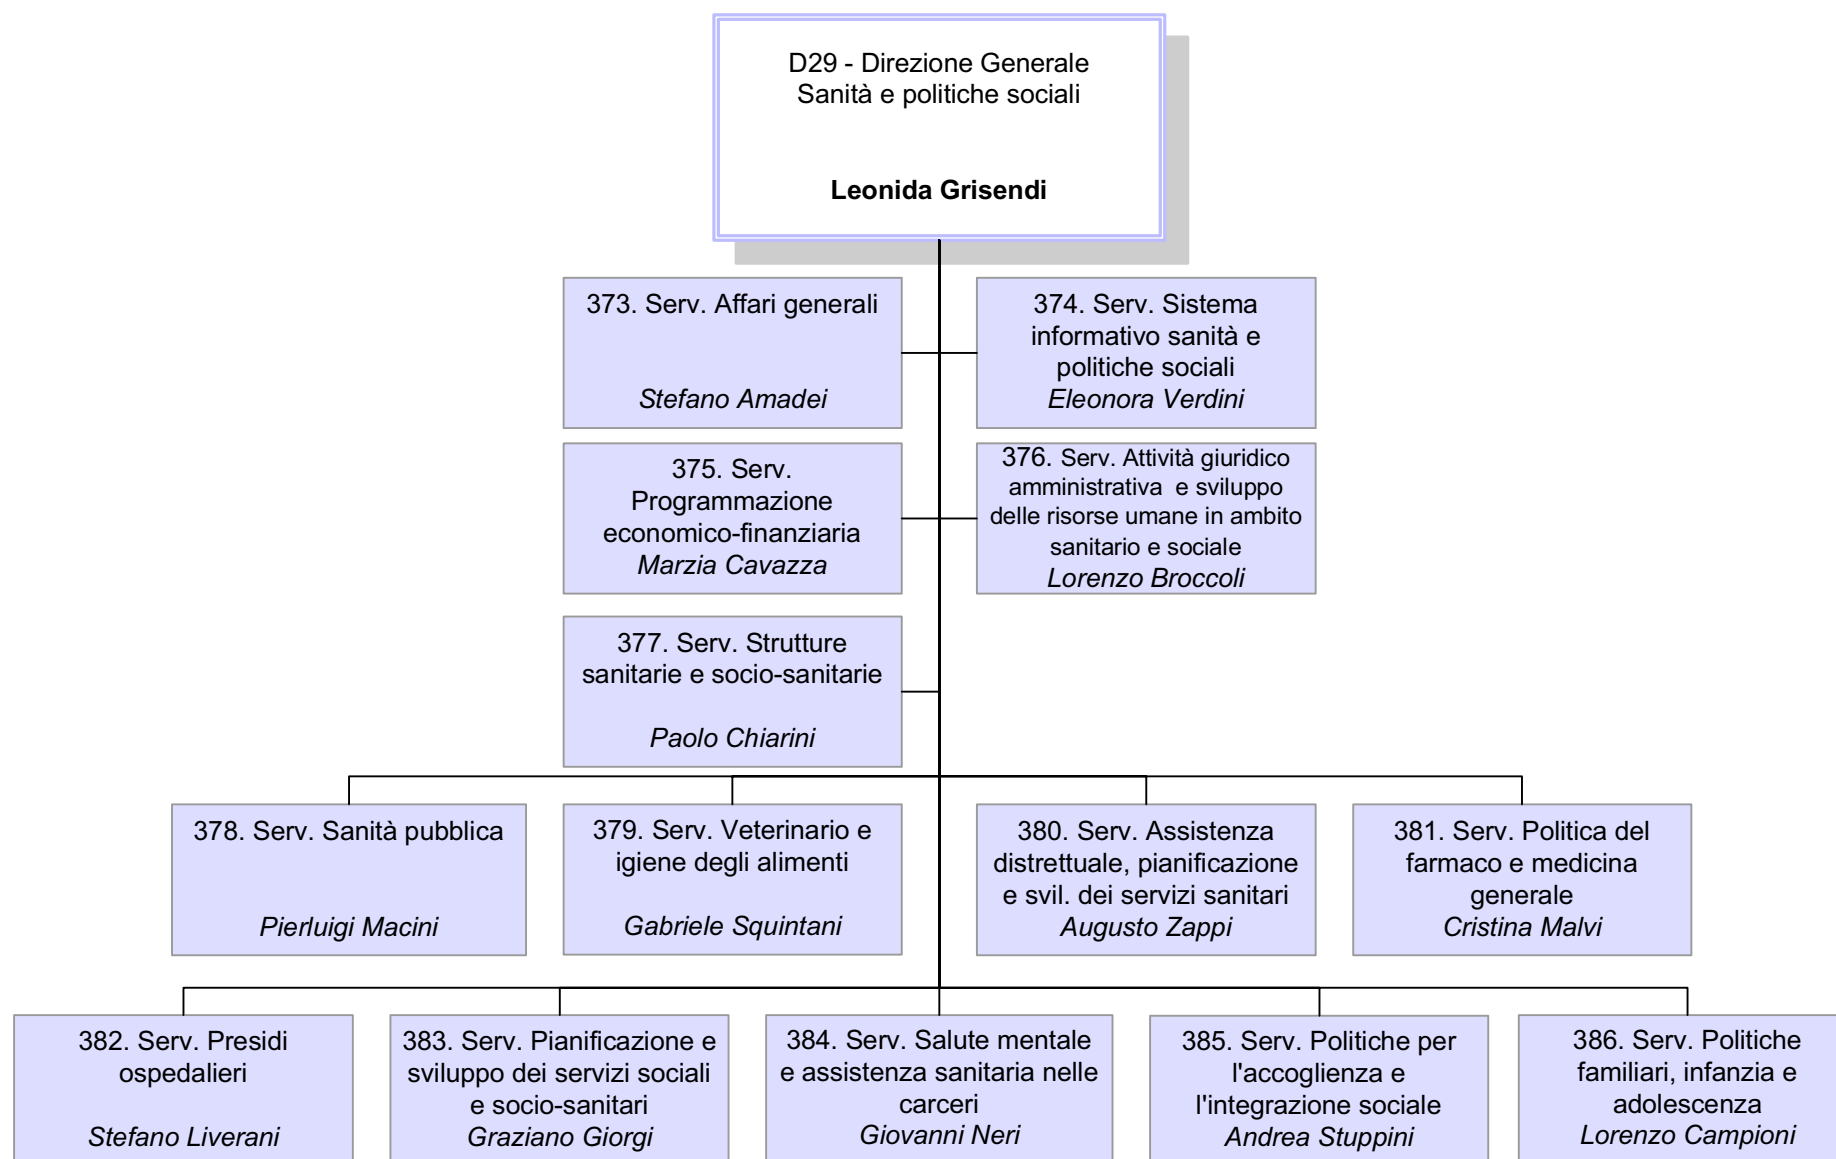 D29 - Direzione Generale
Sanità e politiche sociali
Leonida Grisendi
373. Serv. Affari generali
Stefano Amadei
374. Serv. Sistema
informativo sanità e
politiche sociali
Eleonora Verdini
375. Serv.
Programmazione
economico-finanziaria
Marzia Cavazza
376. Serv. Attività giuridico
amministrativa e sviluppo
delle risorse umane in ambito
sanitario e sociale
Lorenzo Broccoli
377. Serv. Strutture
sanitarie e socio-sanitarie
Paolo Chiarini
378. Serv. Sanità pubblica
Pierluigi Macini
379. Serv. Veterinario e
igiene degli alimenti
Gabriele Squintani
380. Serv. Assistenza
distrettuale, pianificazione
e svil. dei servizi sanitari
Augusto Zappi
381. Serv. Politica del
farmaco e medicina
generale
Cristina Malvi
382. Serv. Presidi
ospedalieri
Stefano Liverani
383. Serv. Pianificazione e
sviluppo dei servizi sociali
e socio-sanitari
Graziano Giorgi
384. Serv. Salute mentale
e assistenza sanitaria nelle
carceri
Giovanni Neri
385. Serv. Politiche per
l'accoglienza e
l'integrazione sociale
Andrea Stuppini
386. Serv. Politiche
familiari, infanzia e
adolescenza
Lorenzo Campioni